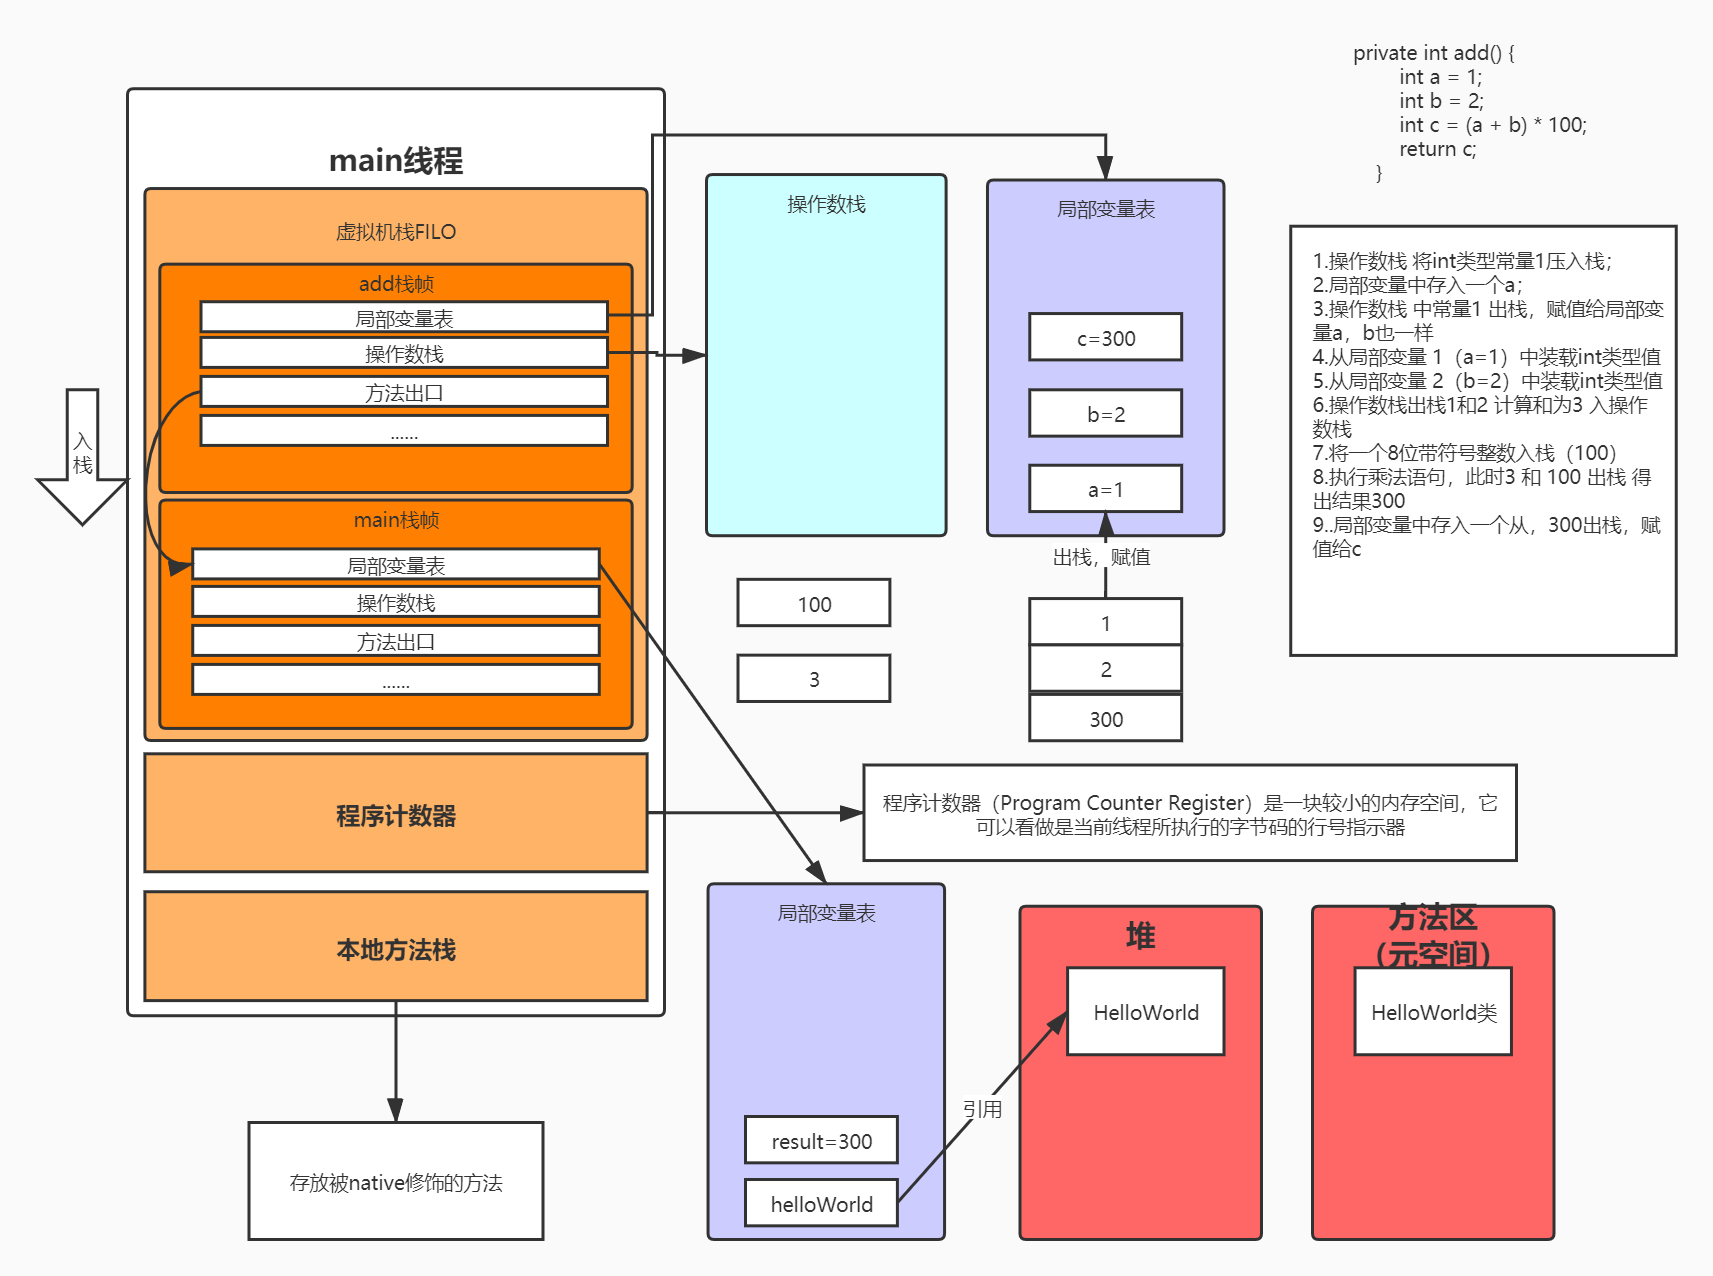 private int add() {
int a = 1;
int b = 2;
int c = (a + b) * 100;
return c;
}
main线程
虚拟机栈FILO
add栈帧
局部变量表
操作数栈
方法出口
......
入
栈
main栈帧
局部变量表
操作数栈
方法出口
......
程序计数器
本地方法栈
存放被native修饰的方法
操作数栈
100
3
局部变量表
c=300
b=2
a=1
出栈，赋值
1
2
300
1.操作数栈 将int类型常量1压入栈；
2.局部变量中存入一个a；
3.操作数栈 中常量1 出栈，赋值给局部变
量a，b也一样
4.从局部变量 1（a=1）中装载int类型值
5.从局部变量 2（b=2）中装载int类型值
6.操作数栈出栈1和2 计算和为3 入操作
数栈
7.将一个8位带符号整数入栈（100）
8.执行乘法语句，此时3 和 100 出栈 得
出结果300
9..局部变量中存入一个从，300出栈，赋
值给c
程序计数器（Program Counter Register）是一块较小的内存空间，它
可以看做是当前线程所执行的字节码的行号指示器
局部变量表
result=300
helloWorld
引用
堆
HelloWorld
方法区
（元空间）
HelloWorld类